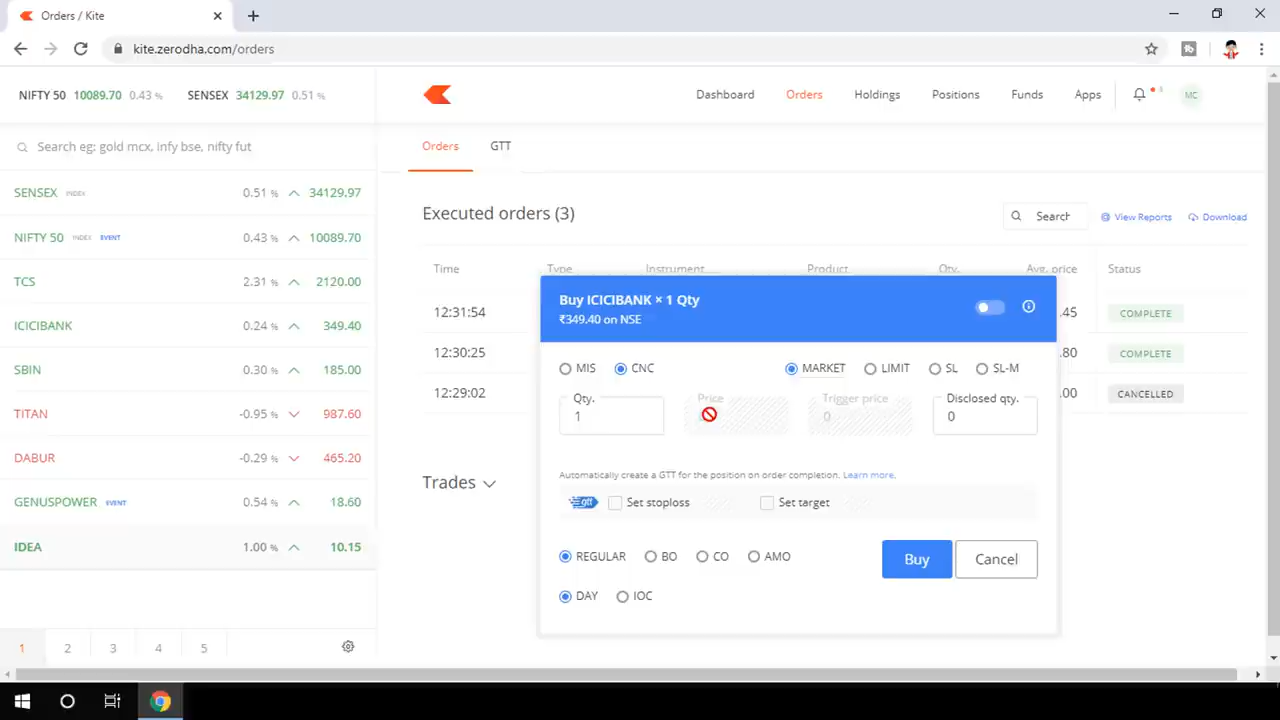 Orders / Kite
kite.zerodha.com/orders
NIFTY 50 10089.70 0.43 % SENSEX 34129.97 0.51 %
Dashboard Orders Holdings Positions Funds Apps MC
Search eg: gold mcx, infy bse, nifty fut
Orders GTT
SENSEX INDEX 0.51 % 34129.97
NIFTY 50 INDEX EVENT 0.43 % 10089.70
TCS 2.31 % 2120.00
ICICIBANK 0.24 % 349.40
SBIN 0.30 % 185.00
TITAN -0.95 % 987.60
DABUR -0.29 % 465.20
GENUSPOWER EVENT 0.54 % 18.60
IDEA 1.00 % 10.15
1 2 3 4 5
Executed orders (3)
Search View Reports Download
Time Type Instrument Product Qty. Avg. price Status
12:31:54 .45 COMPLETE
12:30:25 .80 COMPLETE
12:29:02 .00 CANCELLED
Trades
Buy ICICIBANK × 1 Qty
₹349.40 on NSE
MIS CNC MARKET LIMIT SL SL-M
Qty. Price Trigger price Disclosed qty.
1 0 0
Automatically create a GTT for the position on order completion. Learn more.
gtt Set stoploss Set target
REGULAR BO CO AMO
Buy Cancel
DAY IOC